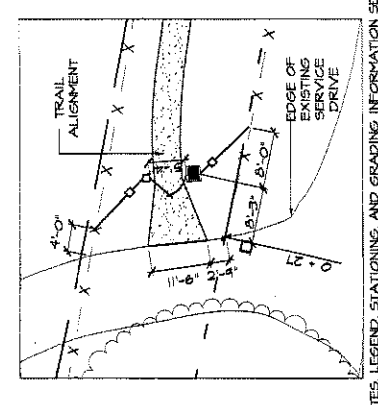 TRAIL
ALIGNMENT
EDGE OF
EXISTING
SERVICE
DRIVE
4'-0"
8'-0"
8'-3"
11'-8"
2'-9"
0 + 27
TES LEGEND, STATIONING AND GRADING INFORMATION SE